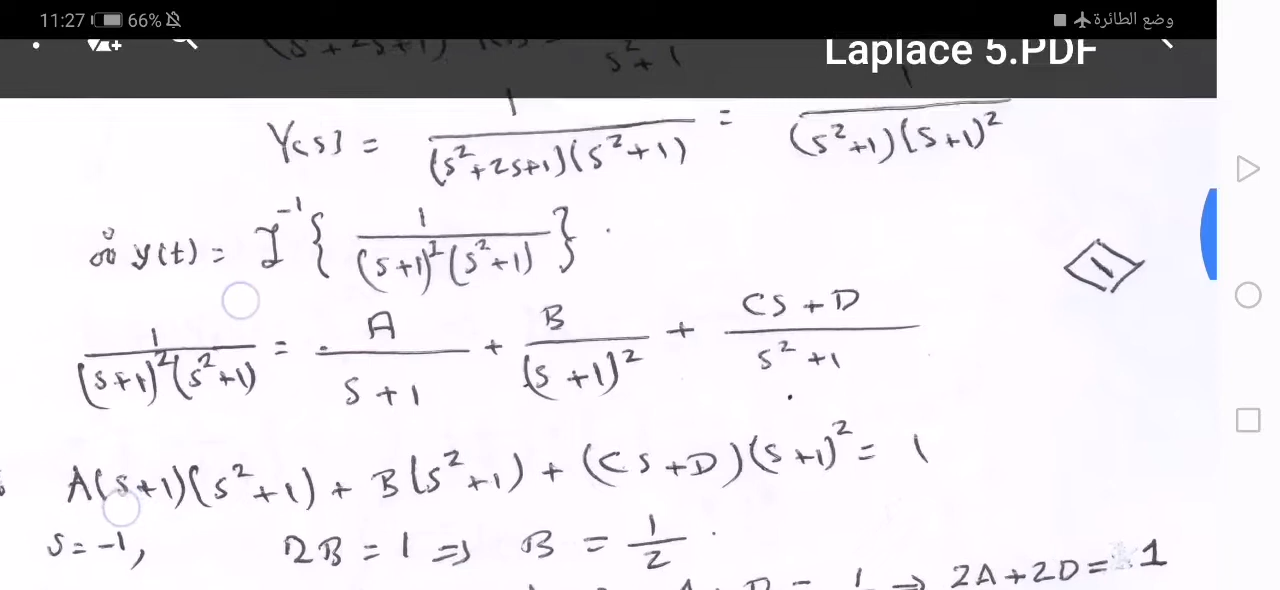 11:27 66% وضع الطائرة
Laplace 5.PDF
s² + 1
Y(s) = 1/((s²+2s+1)(s²+1)) = 1/((s²+1)(s+1)²)
∴ y(t) = L⁻¹ { 1/((s+1)²(s²+1)) } .
1
1/((s+1)²(s²+1)) = A/(s+1) + B/(s+1)² + (Cs+D)/(s²+1)
A(s+1)(s²+1) + B(s²+1) + (Cs+D)(s+1)² = 1
s = -1, 2B = 1 ⇒ B = 1/2 .
→ 2A+2D = 1